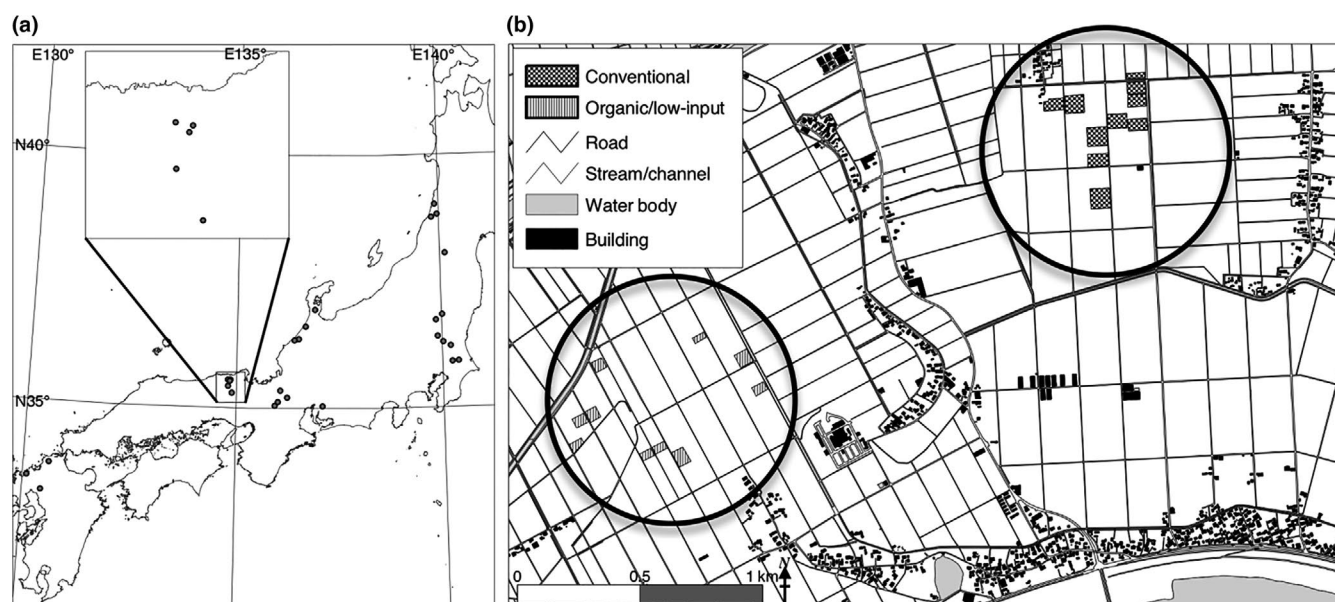 (a)
(b)
E130°
E135°
E140°
N40°
N35°
Conventional
Organic/low-input
Road
Stream/channel
Water body
Building
0
0.5
1 km
N